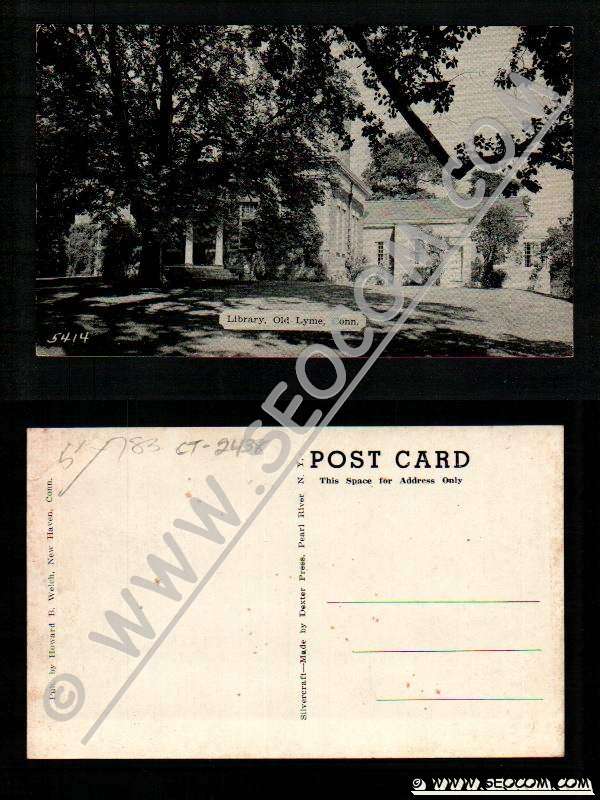 Library, Old Lyme, Conn.
5414
© WWW.SEOCOM.COM
CT-2438
POST CARD
This Space for Address Only
Pub. by Howard B. Welch, New Haven, Conn.
Silvercraft—Made by Dexter Press, Pearl River N. Y.
© WWW.SEOCOM.COM